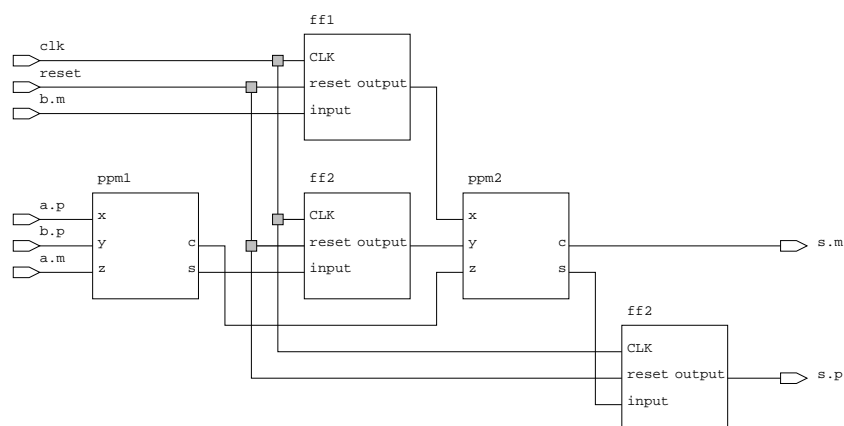 ff1
clk
CLK
reset
reset output
b.m
input
ppm1
ff2
ppm2
a.p
x
CLK
x
b.p
y
c
reset output
y
c
s.m
a.m
z
s
input
z
s
ff2
CLK
reset output
s.p
input